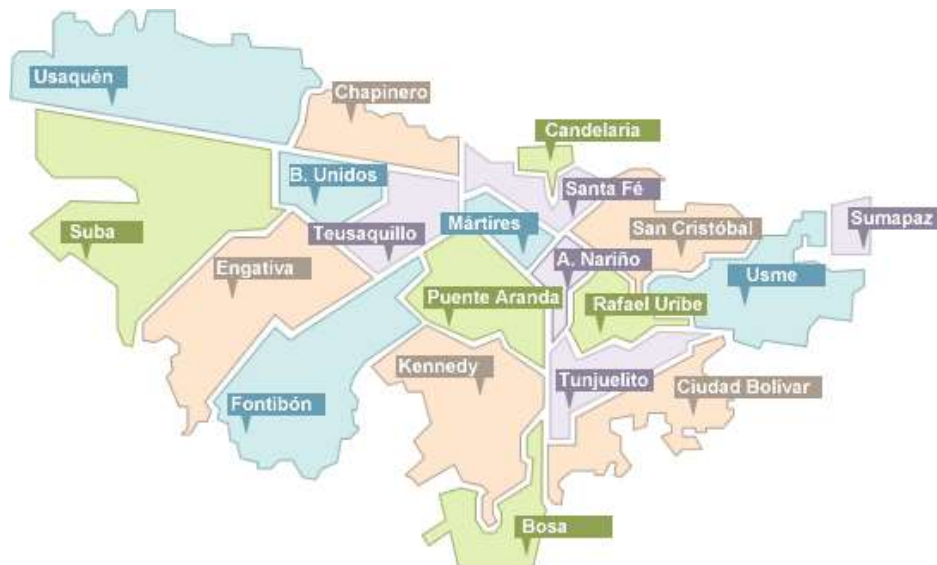 Usaquén
Chapinero
Candelaria
B. Unidos
Santa Fé
Sumapaz
Mártires
San Cristóbal
Suba
Teusaquillo
A. Nariño
Engativa
Usme
Puente Aranda
Rafael Uribe
Kennedy
Tunjuelito
Ciudad Bolívar
Fontibón
Bosa